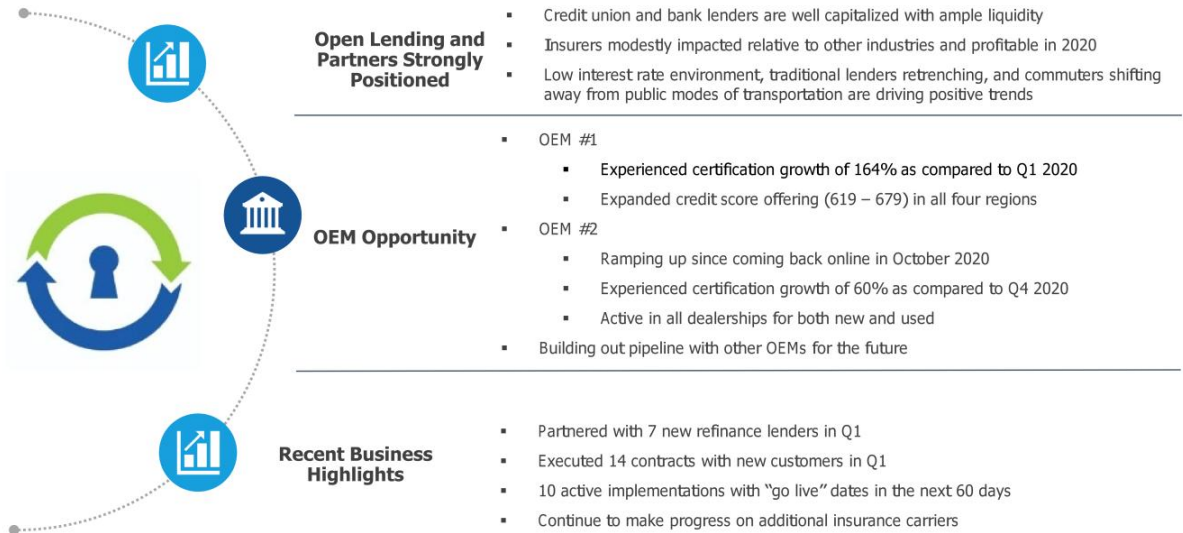 Open Lending and
Partners Strongly
Positioned
▪ Credit union and bank lenders are well capitalized with ample liquidity
▪ Insurers modestly impacted relative to other industries and profitable in 2020
▪ Low interest rate environment, traditional lenders retrenching, and commuters shifting
away from public modes of transportation are driving positive trends
OEM Opportunity
▪ OEM #1
▪ Experienced certification growth of 164% as compared to Q1 2020
▪ Expanded credit score offering (619 – 679) in all four regions
▪ OEM #2
▪ Ramping up since coming back online in October 2020
▪ Experienced certification growth of 60% as compared to Q4 2020
▪ Active in all dealerships for both new and used
▪ Building out pipeline with other OEMs for the future
Recent Business
Highlights
▪ Partnered with 7 new refinance lenders in Q1
▪ Executed 14 contracts with new customers in Q1
▪ 10 active implementations with “go live” dates in the next 60 days
▪ Continue to make progress on additional insurance carriers